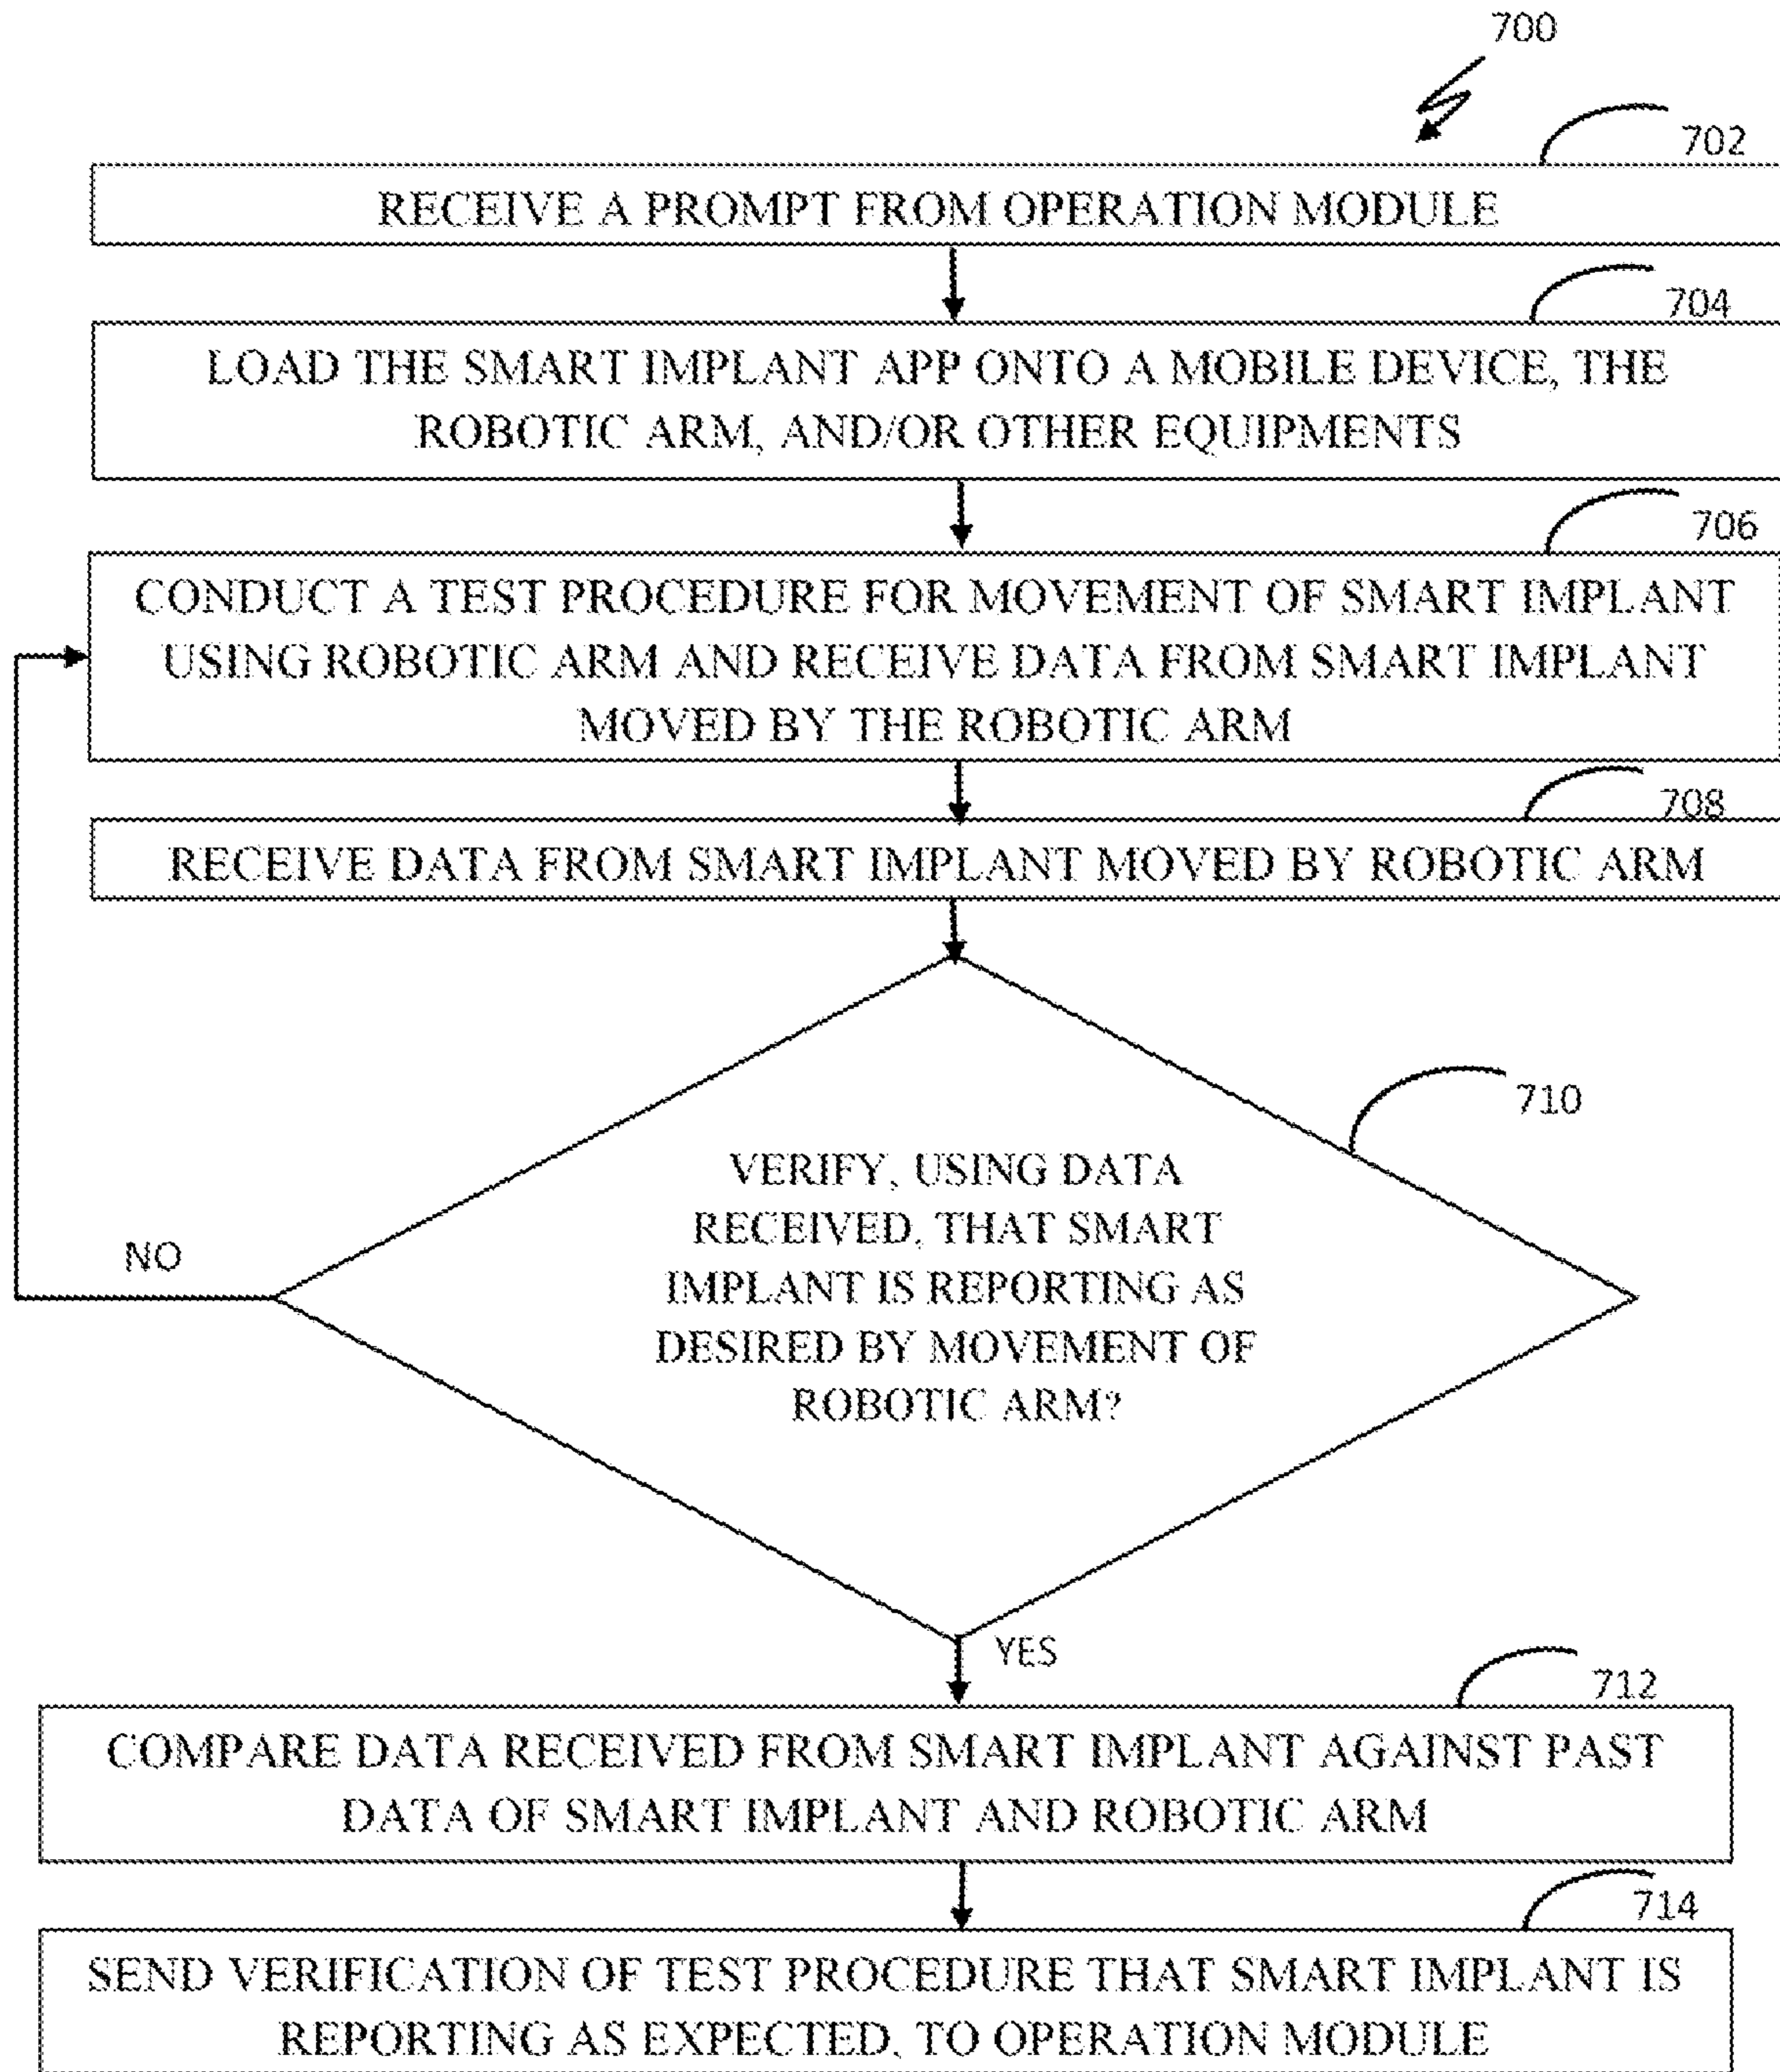 700
702
RECEIVE A PROMPT FROM OPERATION MODULE
704
LOAD THE SMART IMPLANT APP ONTO A MOBILE DEVICE, THE
ROBOTIC ARM, AND/OR OTHER EQUIPMENTS
706
CONDUCT A TEST PROCEDURE FOR MOVEMENT OF SMART IMPLANT
USING ROBOTIC ARM AND RECEIVE DATA FROM SMART IMPLANT
MOVED BY THE ROBOTIC ARM
708
RECEIVE DATA FROM SMART IMPLANT MOVED BY ROBOTIC ARM
710
VERIFY, USING DATA
RECEIVED, THAT SMART
IMPLANT IS REPORTING AS
DESIRED BY MOVEMENT OF
ROBOTIC ARM?
NO
YES
712
COMPARE DATA RECEIVED FROM SMART IMPLANT AGAINST PAST
DATA OF SMART IMPLANT AND ROBOTIC ARM
714
SEND VERIFICATION OF TEST PROCEDURE THAT SMART IMPLANT IS
REPORTING AS EXPECTED, TO OPERATION MODULE